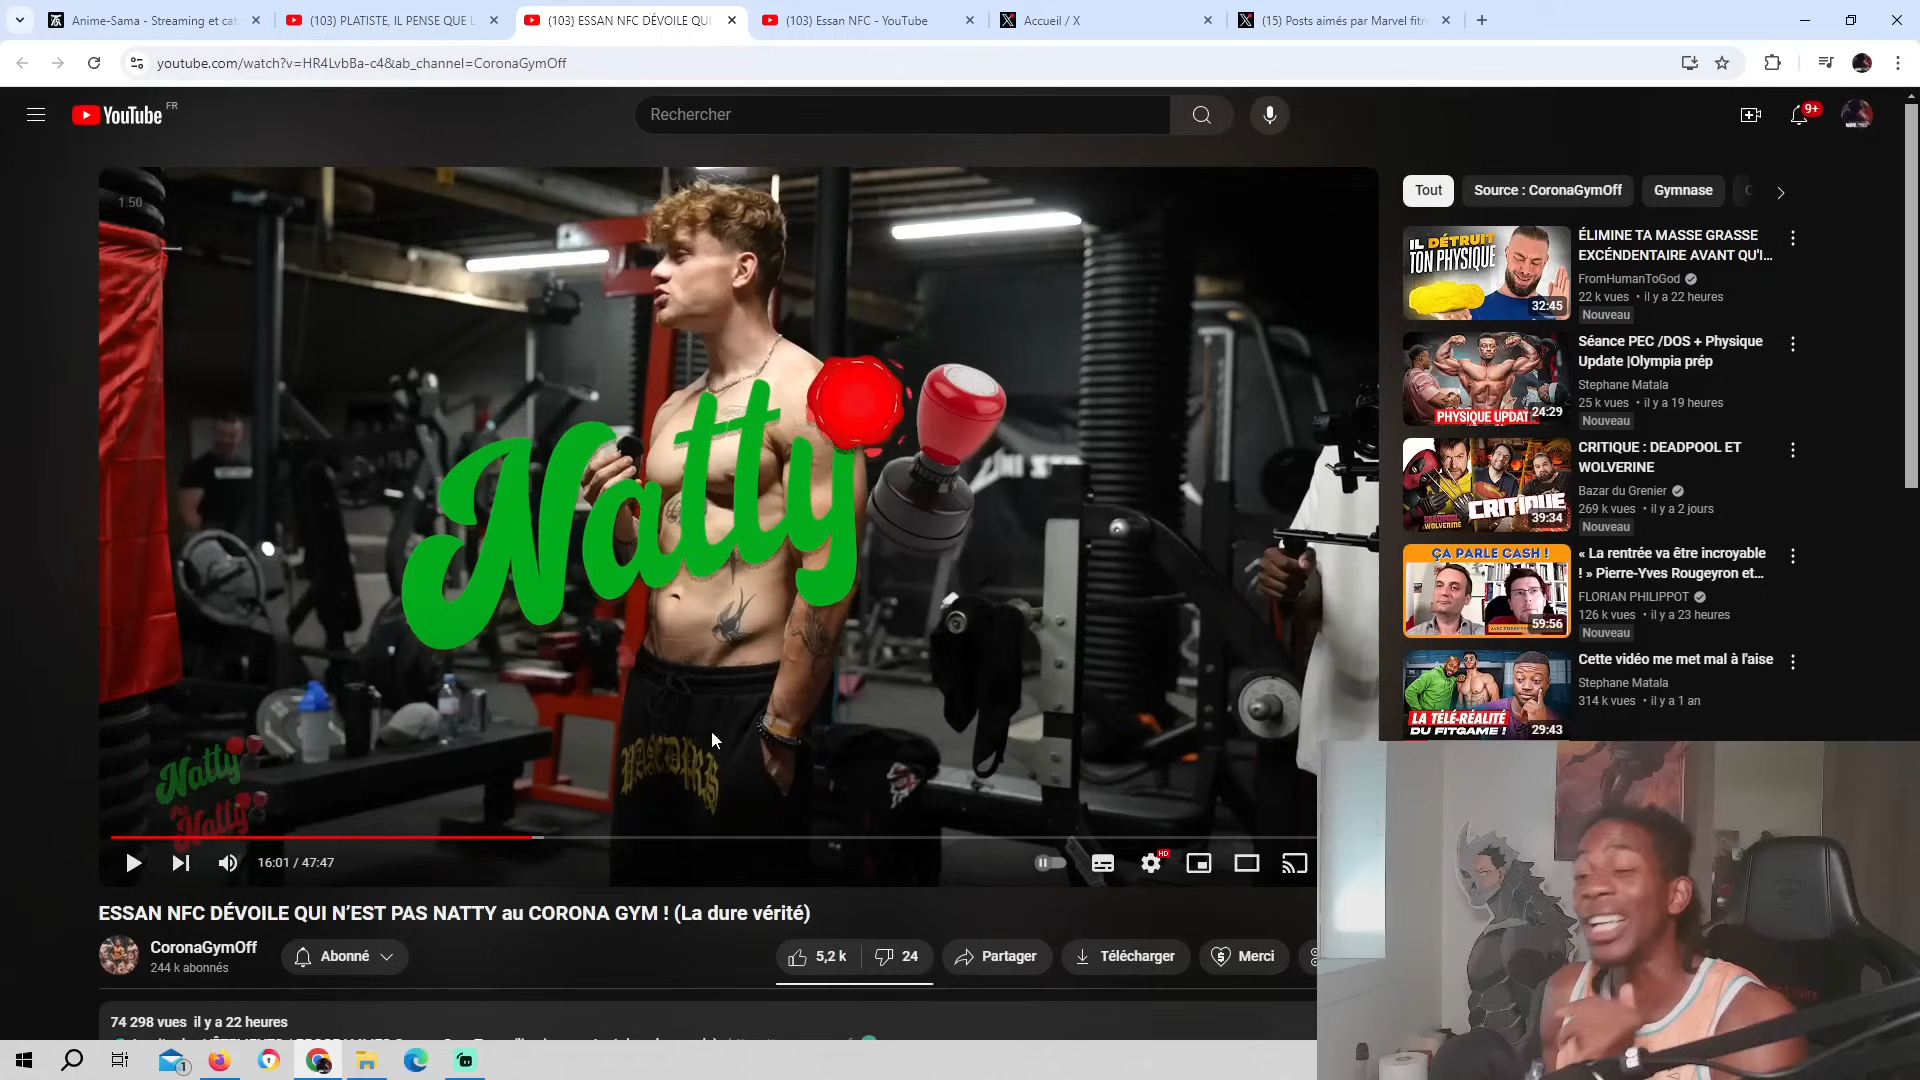 Anime-Sama - Streaming et cat
(103) PLATISTE, IL PENSE QUE L
(103) ESSAN NFC DÉVOILE QUI
(103) Essan NFC - YouTube
Accueil / X
(15) Posts aimés par Marvel fitn
youtube.com/watch?v=HR4LvbBa-c4&ab_channel=CoronaGymOff
YouTube FR
Rechercher
9+
1.50
Natty
Natty
Natty
16:01 / 47:47
HD
ESSAN NFC DÉVOILE QUI N'EST PAS NATTY au CORONA GYM ! (La dure vérité)
CoronaGymOff
244 k abonnés
Abonné
5,2 k
24
Partager
Télécharger
Merci
74 298 vues il y a 22 heures
Tout
Source : CoronaGymOff
Gymnase
IL DÉTRUIT
TON PHYSIQUE
32:45
ÉLIMINE TA MASSE GRASSE
EXCÉNDENTAIRE AVANT QU'I...
FromHumanToGod
22 k vues • il y a 22 heures
Nouveau
PHYSIQUE UPDAT
24:29
Séance PEC /DOS + Physique
Update |Olympia prép
Stephane Matala
25 k vues • il y a 19 heures
Nouveau
CRITIQUE
39:34
CRITIQUE : DEADPOOL ET
WOLVERINE
Bazar du Grenier
269 k vues • il y a 2 jours
Nouveau
ÇA PARLE CASH !
59:56
« La rentrée va être incroyable
! » Pierre-Yves Rougeyron et...
FLORIAN PHILIPPOT
126 k vues • il y a 23 heures
Nouveau
LA TÉLÉ-RÉALITÉ
DU FITGAME !
29:43
Cette vidéo me met mal à l'aise
Stephane Matala
314 k vues • il y a 1 an
1